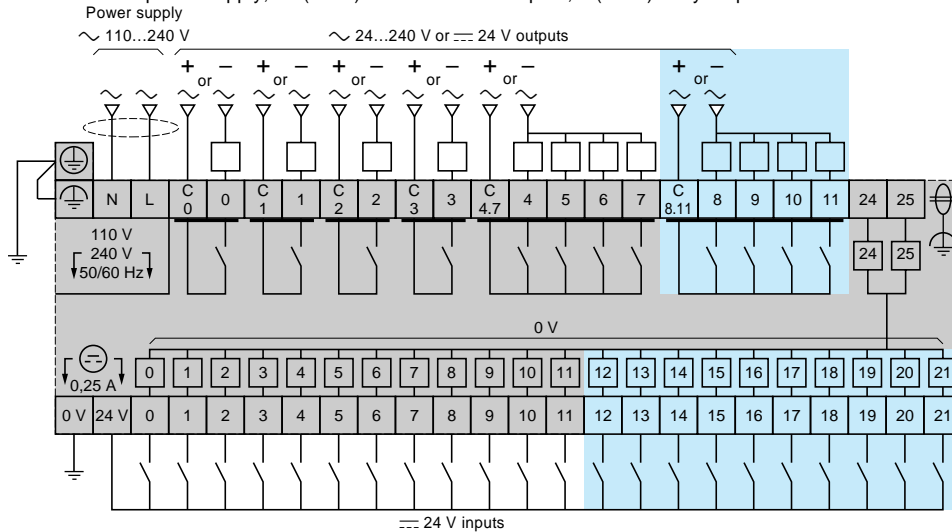 Power supply
∼ 110…240 V
∼ 24…240 V or ⎓ 24 V outputs
+ − + − + − + − + − + −
or or or or or or
∼ ∼ ∼ ∼ ∼ ∼ ∼ ∼ ∼ ∼ ∼ ∼ ∼ ∼
N L C 0 0 C 1 1 C 2 2 C 3 3 C 4.7 4 5 6 7 C 8.11 8 9 10 11 24 25
110 V
240 V
50/60 Hz
24 25
0 V
0,25 A
0 1 2 3 4 5 6 7 8 9 10 11 12 13 14 15 16 17 18 19 20 21
0 V 24 V 0 1 2 3 4 5 6 7 8 9 10 11 12 13 14 15 16 17 18 19 20 21
⎓ 24 V inputs